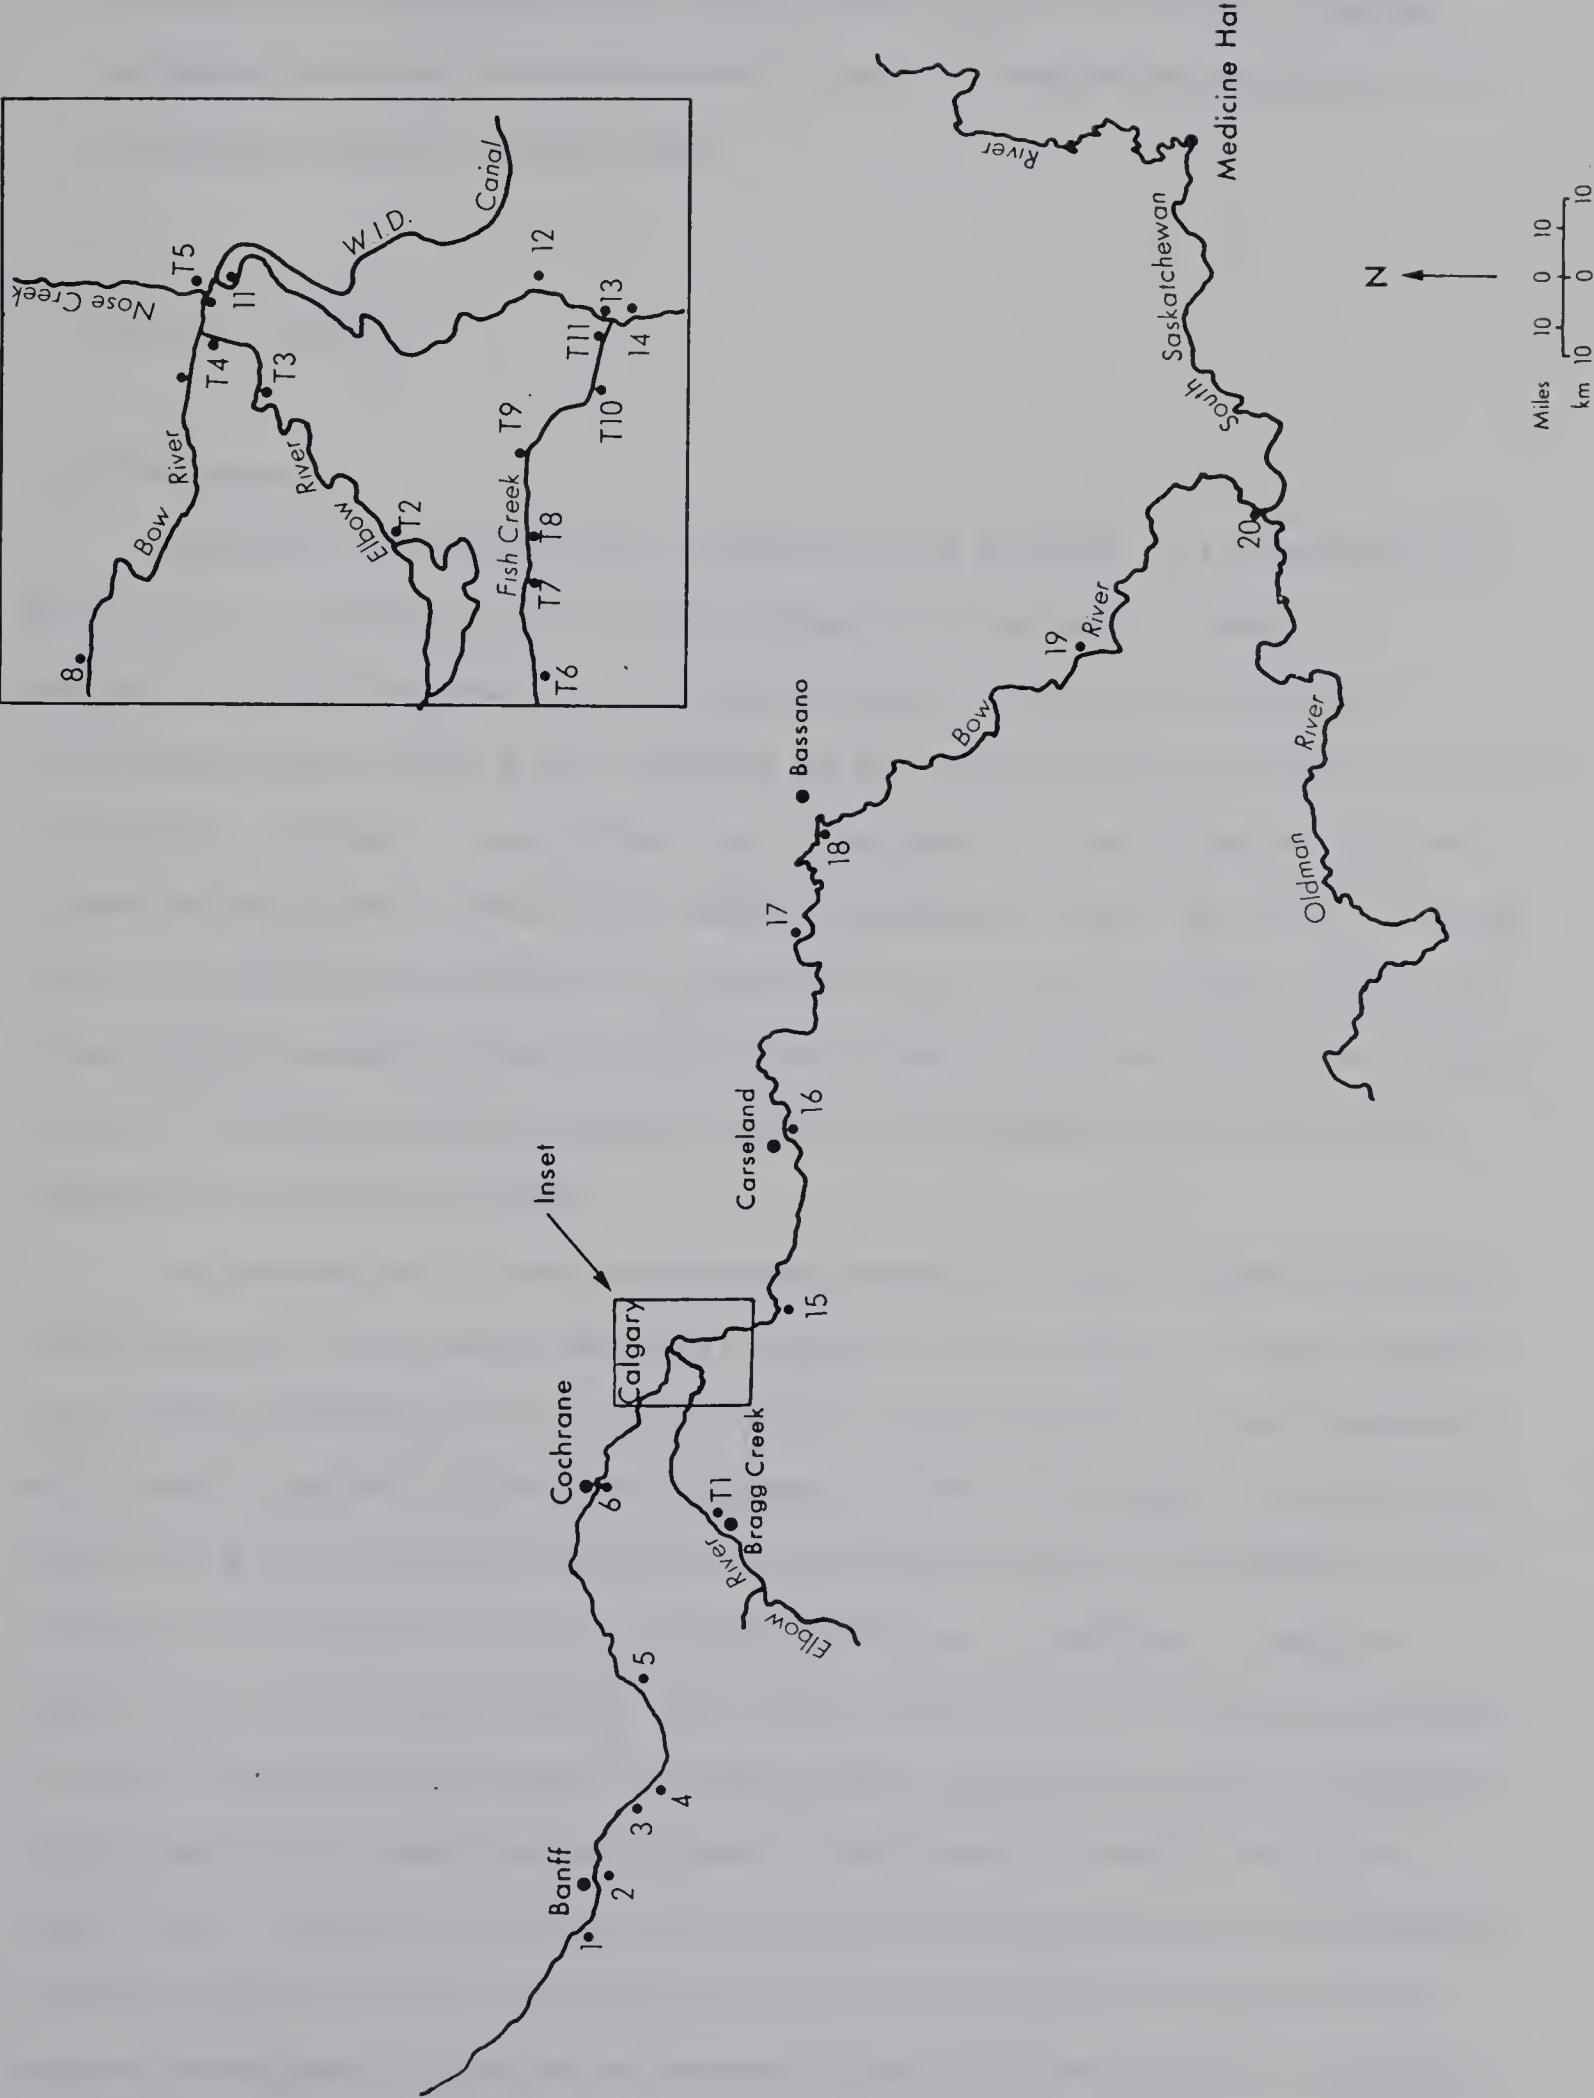 Nose Creek
T5
11
T4
T3
Bow
River
8
W.I.D.
Canal
Elbow
River
T2
12
13
14
T11
T10
T9
Fish Creek
T8
T7
T6
Banff
1
2
3
4
5
Cochrane
6
Calgary
Inset
Elbow
River
T1
Bragg Creek
15
Carseland
16
17
Bassano
18
Bow
River
19
20
Oldman
River
South
Saskatchewan
River
Medicine Hat
N
Miles 10 0 10
km 10 0 10